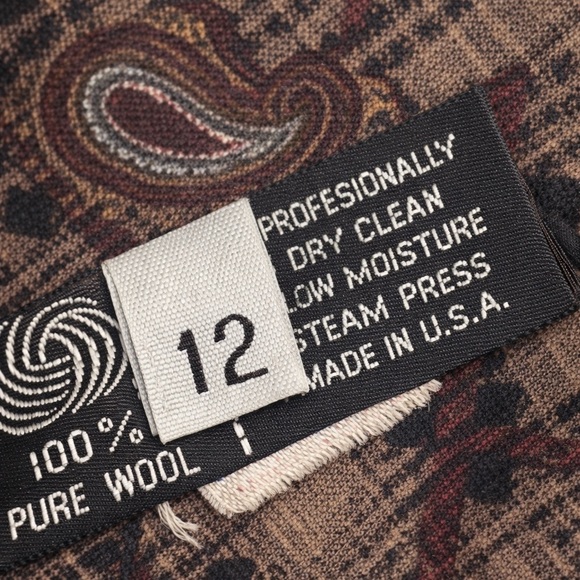 PROFESIONALLY
DRY CLEAN
LOW MOISTURE
STEAM PRESS
MADE IN U.S.A.
12
100%
PURE WOOL